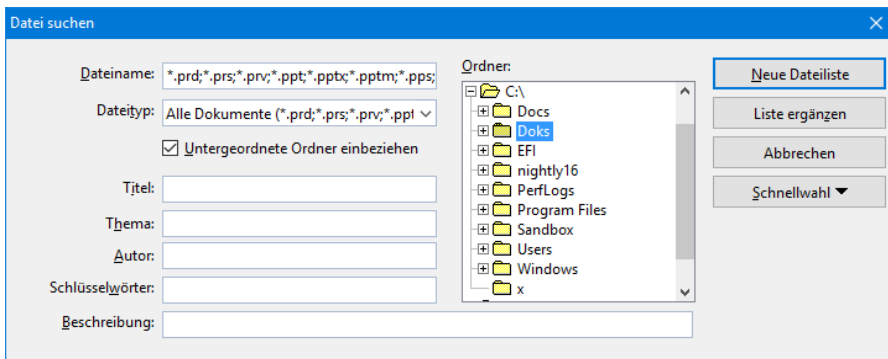 Datei suchen
Dateiname: *.prd;*.prs;*.prv;*.ppt;*.pptx;*.pptm;*.pps;
Dateityp: Alle Dokumente (*.prd;*.prs;*.prv;*.ppt
Untergeordnete Ordner einbeziehen
Titel:
Thema:
Autor:
Schlüsselwörter:
Beschreibung:
Ordner:
C:\
Docs
Doks
EFI
nightly16
PerfLogs
Program Files
Sandbox
Users
Windows
x
Neue Dateiliste
Liste ergänzen
Abbrechen
Schnellwahl